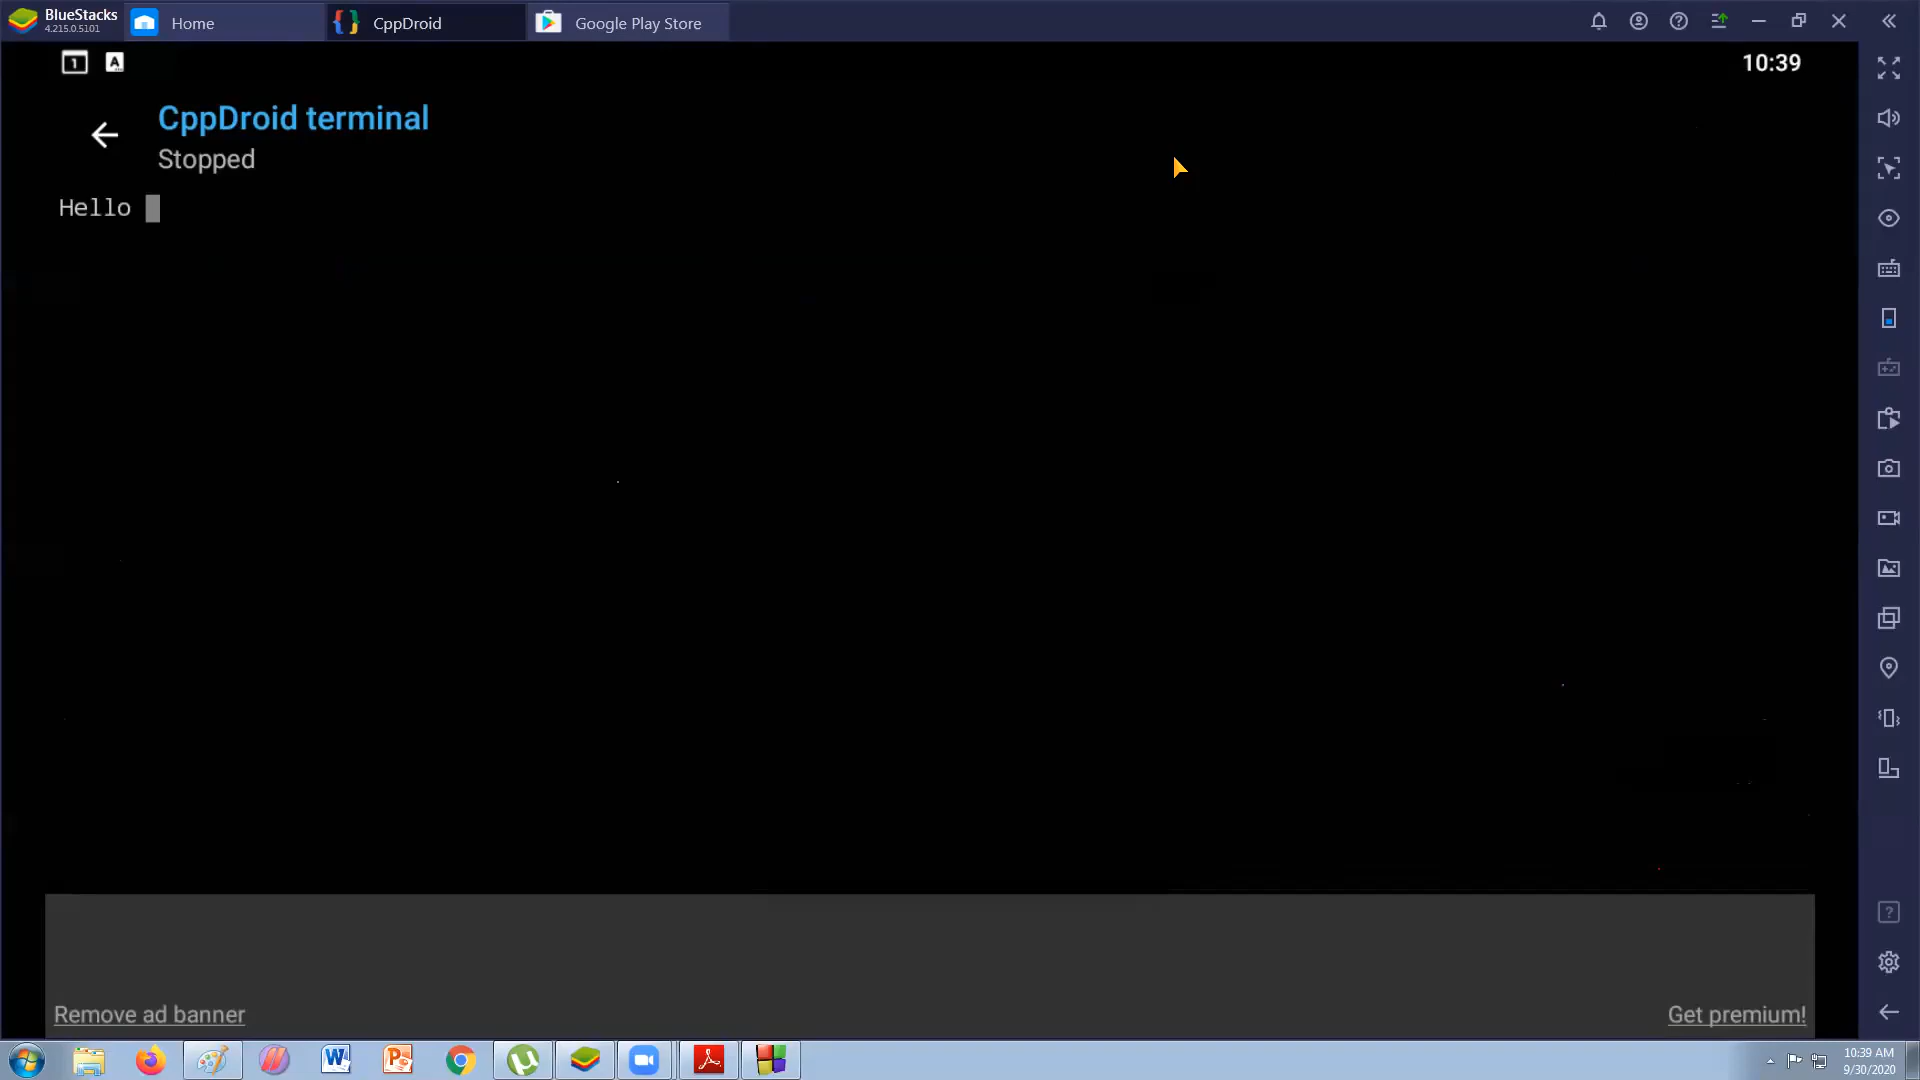 BlueStacks
4.215.0.5101
Home
CppDroid
Google Play Store
1
A
10:39
CppDroid terminal
Stopped
Hello
Remove ad banner
Get premium!
10:39 AM
9/30/2020